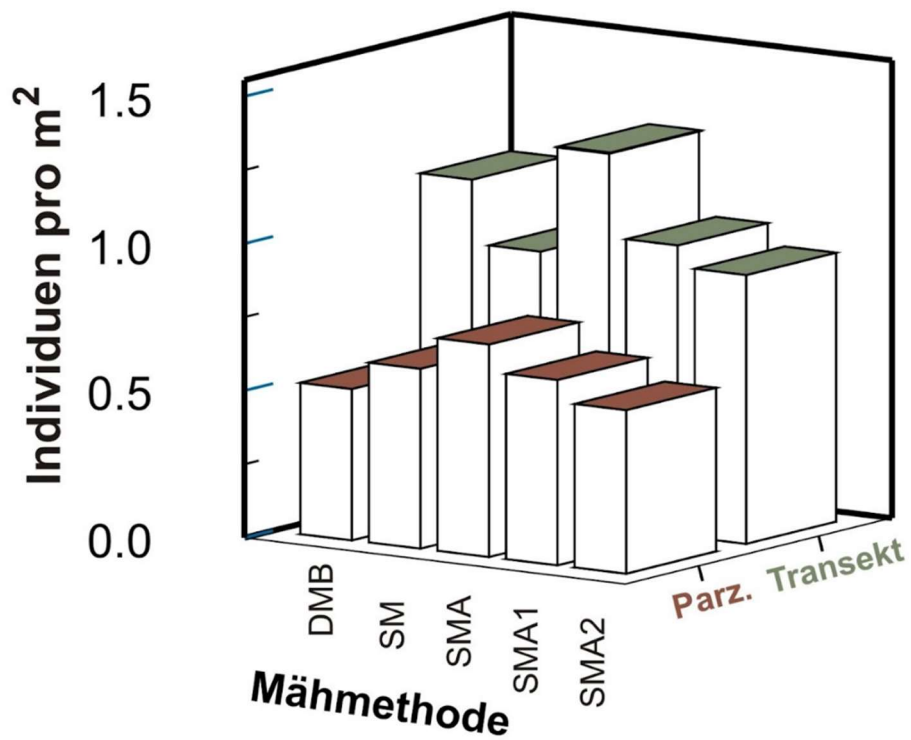 Individuen pro m²
1.5
1.0
0.5
0.0
DMB
SM
SMA
SMA1
SMA2
Mähmethode
Parz.
Transekt